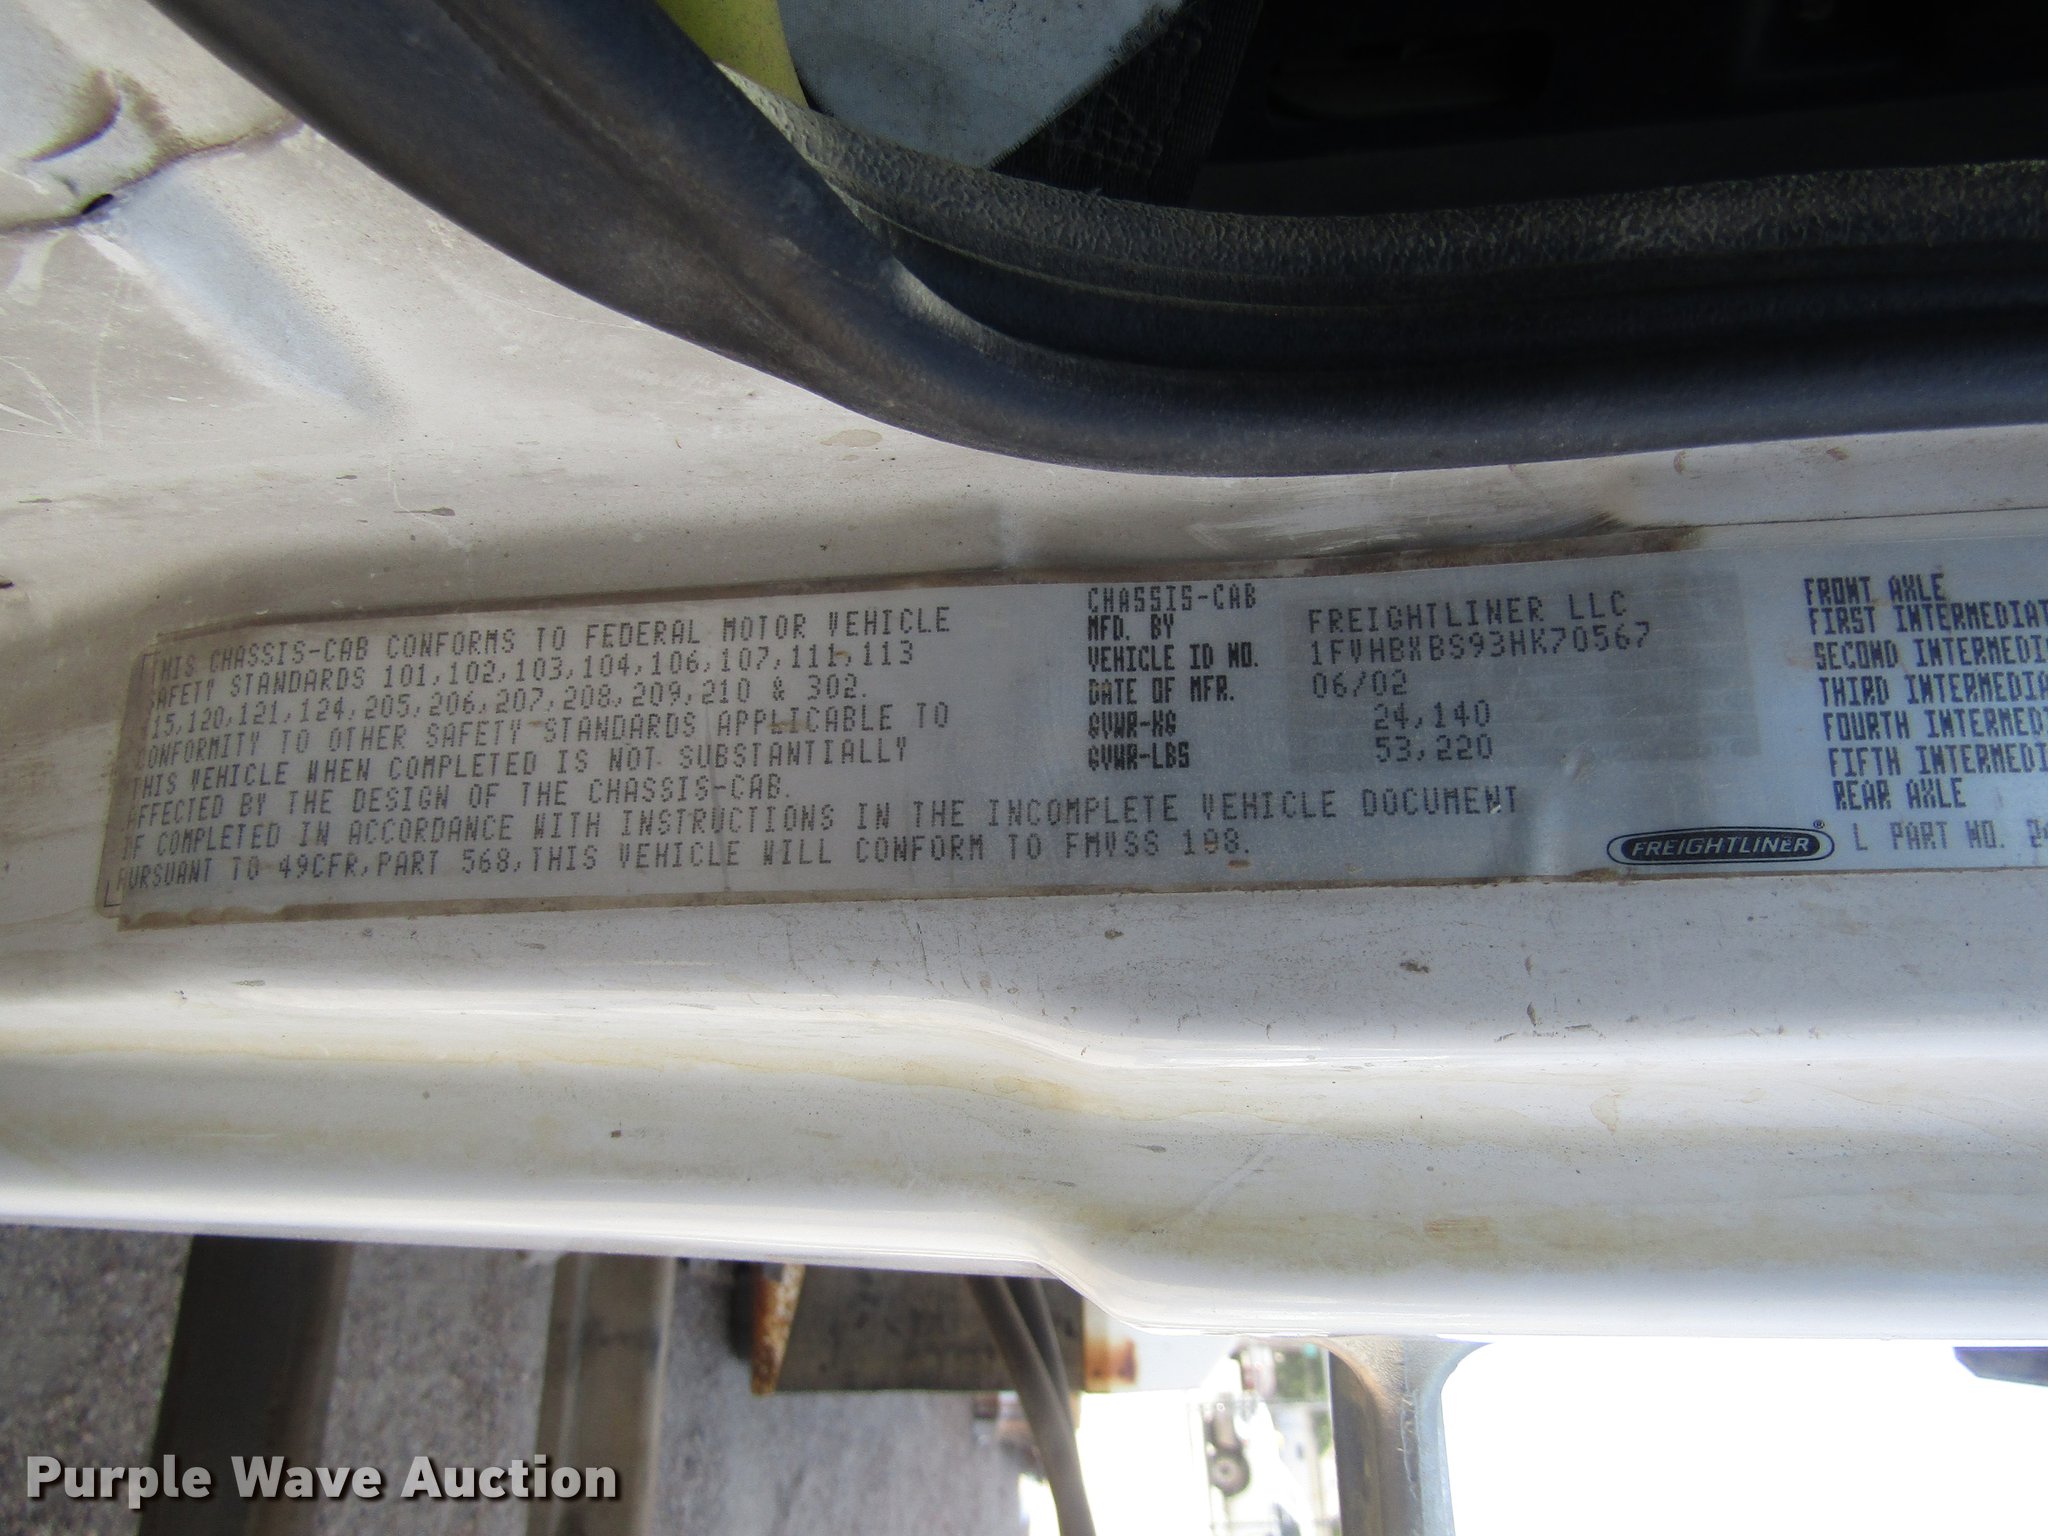 THIS CHASSIS-CAB CONFORMS TO FEDERAL MOTOR VEHICLE
SAFETY STANDARDS 101,102,103,104,106,107,111,113
115,120,121,124,205,206,207,208,209,210 & 302.
CONFORMITY TO OTHER SAFETY STANDARDS APPLICABLE TO
THIS VEHICLE WHEN COMPLETED IS NOT SUBSTANTIALLY
AFFECTED BY THE DESIGN OF THE CHASSIS-CAB.
IF COMPLETED IN ACCORDANCE WITH INSTRUCTIONS IN THE INCOMPLETE VEHICLE DOCUMENT
PURSUANT TO 49CFR, PART 568, THIS VEHICLE WILL CONFORM TO FMVSS 108.
CHASSIS-CAB
MFD. BY FREIGHTLINER LLC
VEHICLE ID NO. 1FVHBXBS93HK70567
DATE OF MFR. 06/02
GVWR-KG 24,140
GVWR-LBS 53,220
FREIGHTLINER®
FRONT AXLE
FIRST INTERMEDIAT
SECOND INTERMEDI
THIRD INTERMEDIA
FOURTH INTERMED
FIFTH INTERMEDI
REAR AXLE
L PART NO. 24
Purple Wave Auction